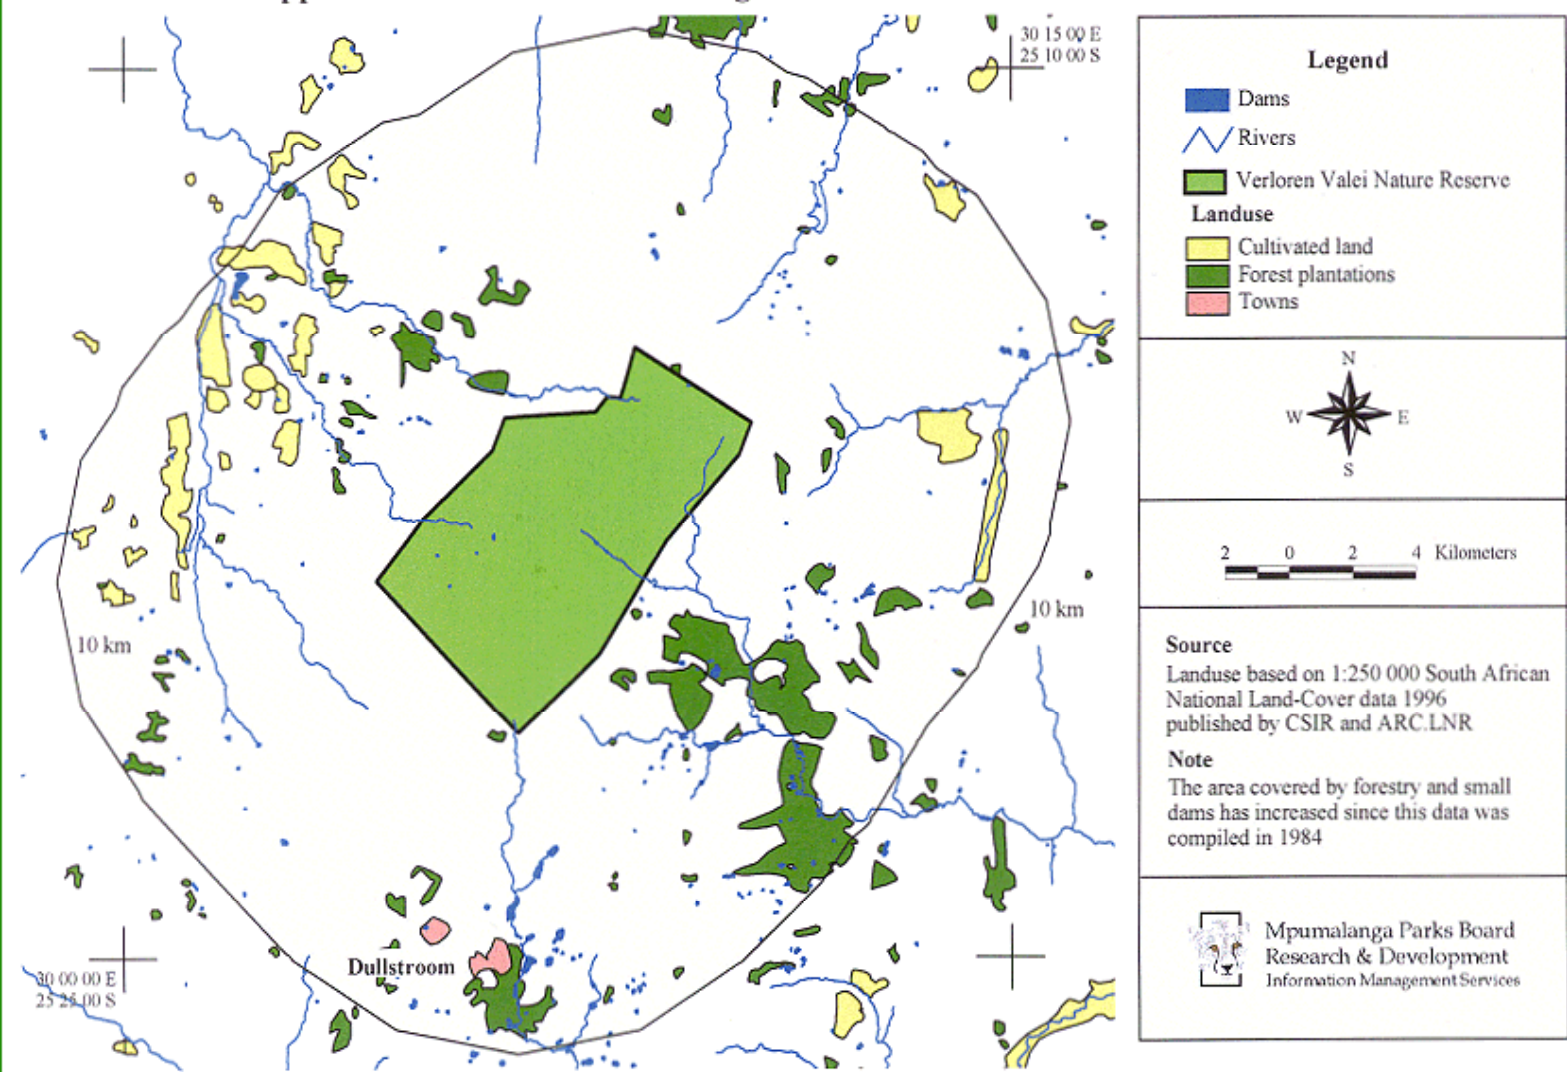 30 15 00 E
25 10 00 S
10 km
10 km
Dullstroom
30 00 00 E
25 25 00 S
Legend
Dams
Rivers
Verloren Valei Nature Reserve
Landuse
Cultivated land
Forest plantations
Towns
N
W E
S
2 0 2 4 Kilometers
Source
Landuse based on 1:250 000 South African
National Land-Cover data 1996
published by CSIR and ARC.LNR
Note
The area covered by forestry and small
dams has increased since this data was
compiled in 1984
Mpumalanga Parks Board
Research & Development
Information Management Services